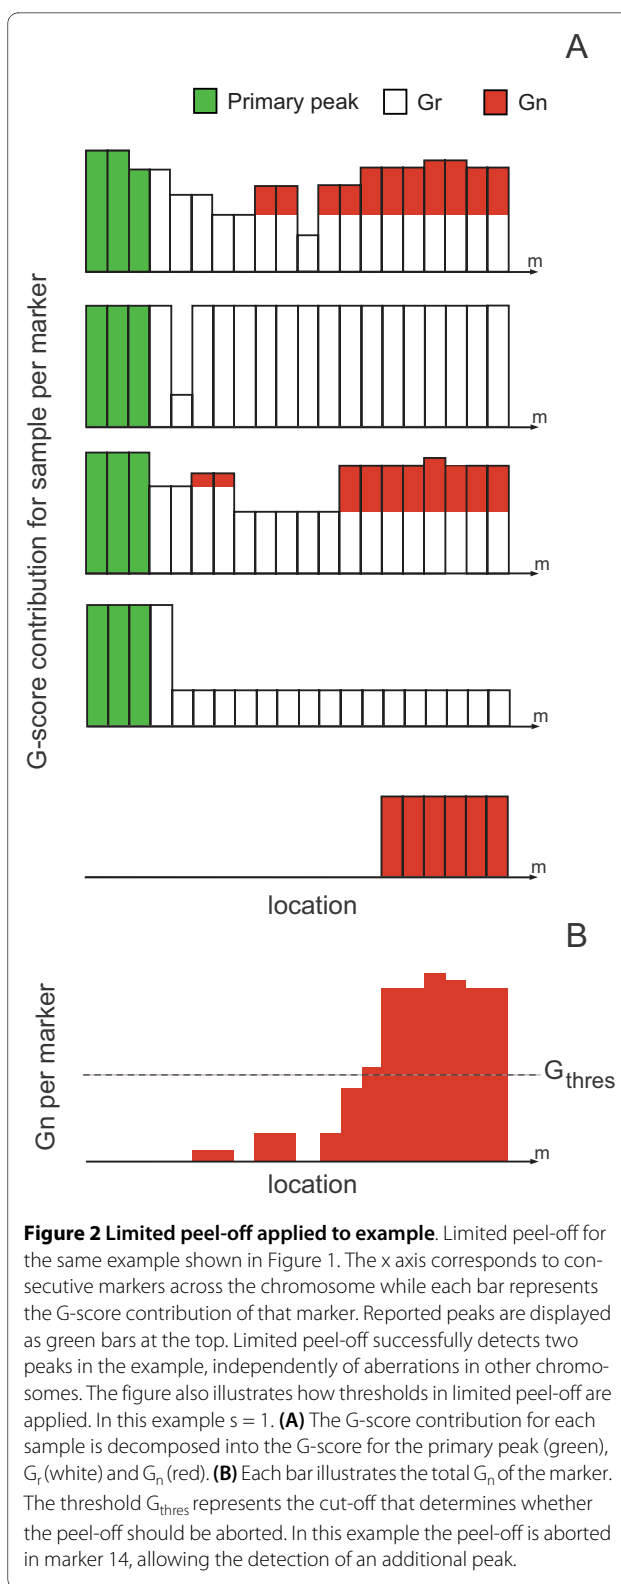 A
Primary peak Gr Gn
G-score contribution for sample per marker
m
m
m
m
m
location
B
Gn per marker
Gthres
m
location
Figure 2 Limited peel-off applied to example. Limited peel-off for
the same example shown in Figure 1. The x axis corresponds to con-
secutive markers across the chromosome while each bar represents
the G-score contribution of that marker. Reported peaks are displayed
as green bars at the top. Limited peel-off successfully detects two
peaks in the example, independently of aberrations in other chromo-
somes. The figure also illustrates how thresholds in limited peel-off are
applied. In this example s = 1. (A) The G-score contribution for each
sample is decomposed into the G-score for the primary peak (green),
Gr (white) and Gn (red). (B) Each bar illustrates the total Gn of the marker.
The threshold Gthres represents the cut-off that determines whether
the peel-off should be aborted. In this example the peel-off is aborted
in marker 14, allowing the detection of an additional peak.